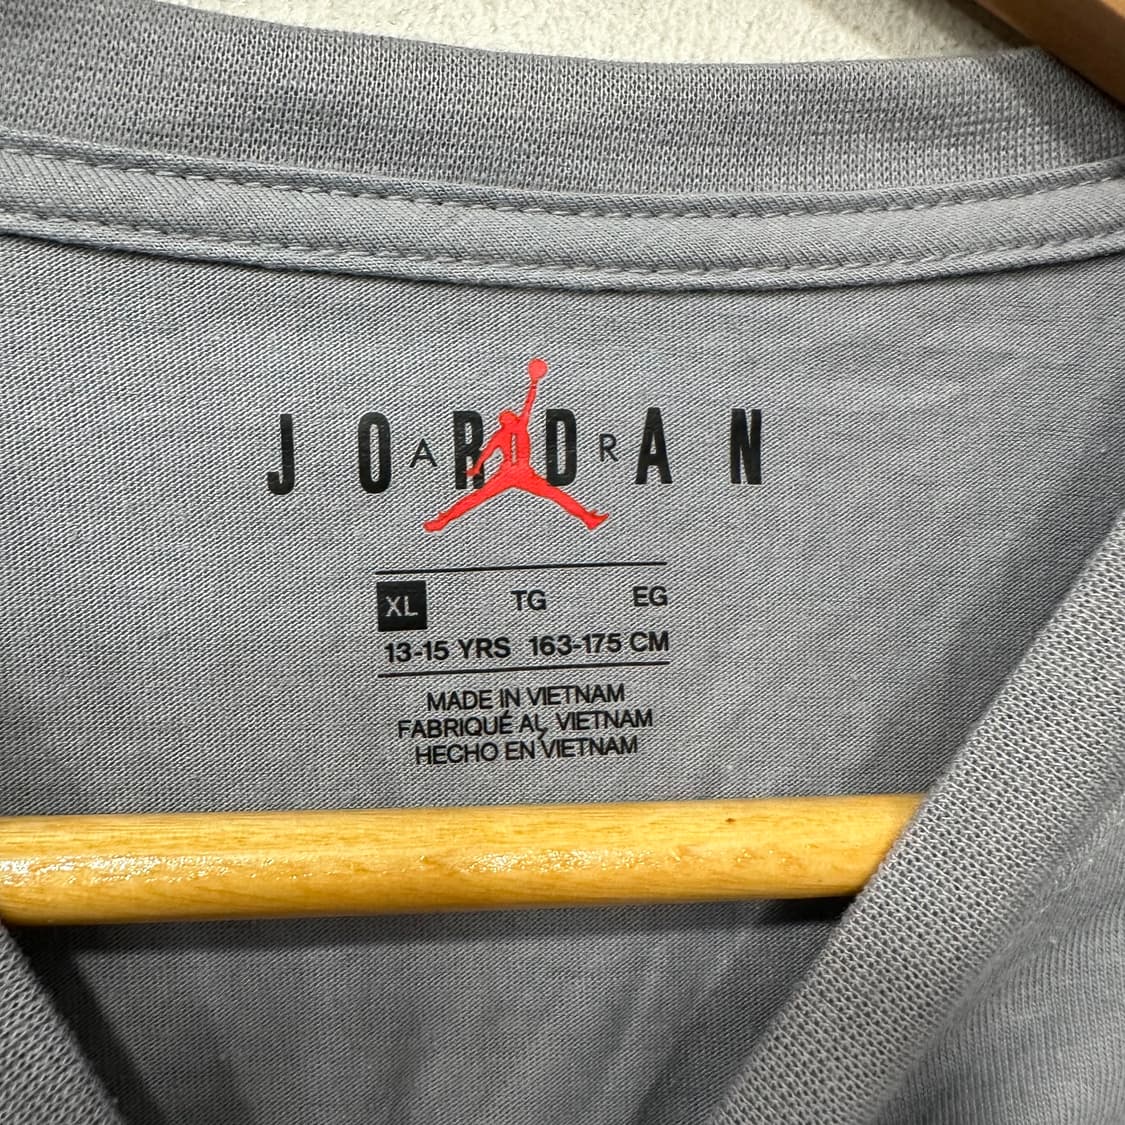 JORDAN
AIR
XL TG EG
13-15 YRS 163-175 CM
MADE IN VIETNAM
FABRIQUÉ AU VIETNAM
HECHO EN VIETNAM